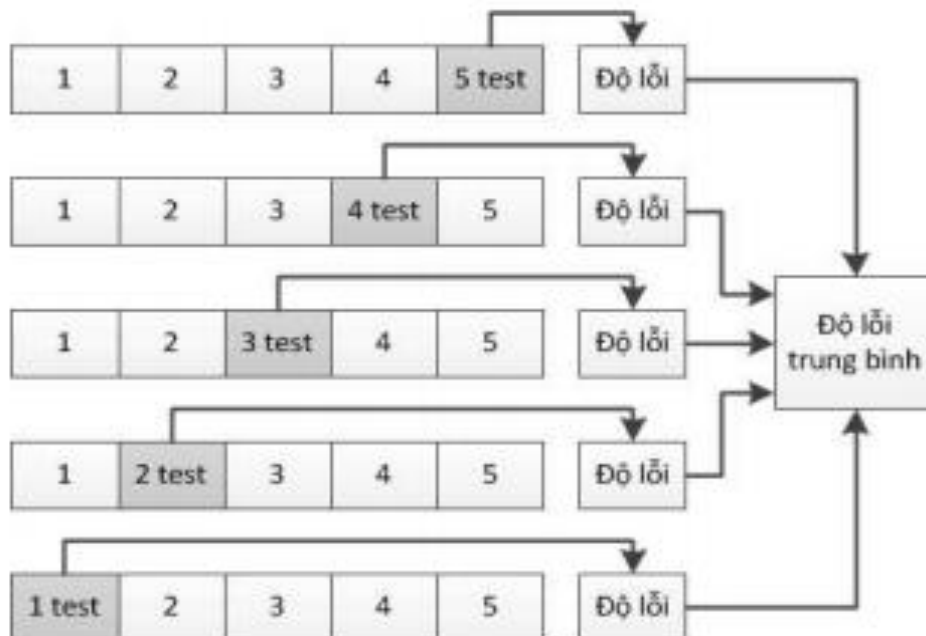 1 2 3 4 5 test Độ lỗi
1 2 3 4 test 5 Độ lỗi
1 2 3 test 4 5 Độ lỗi
Độ lỗi
trung bình
1 2 test 3 4 5 Độ lỗi
1 test 2 3 4 5 Độ lỗi